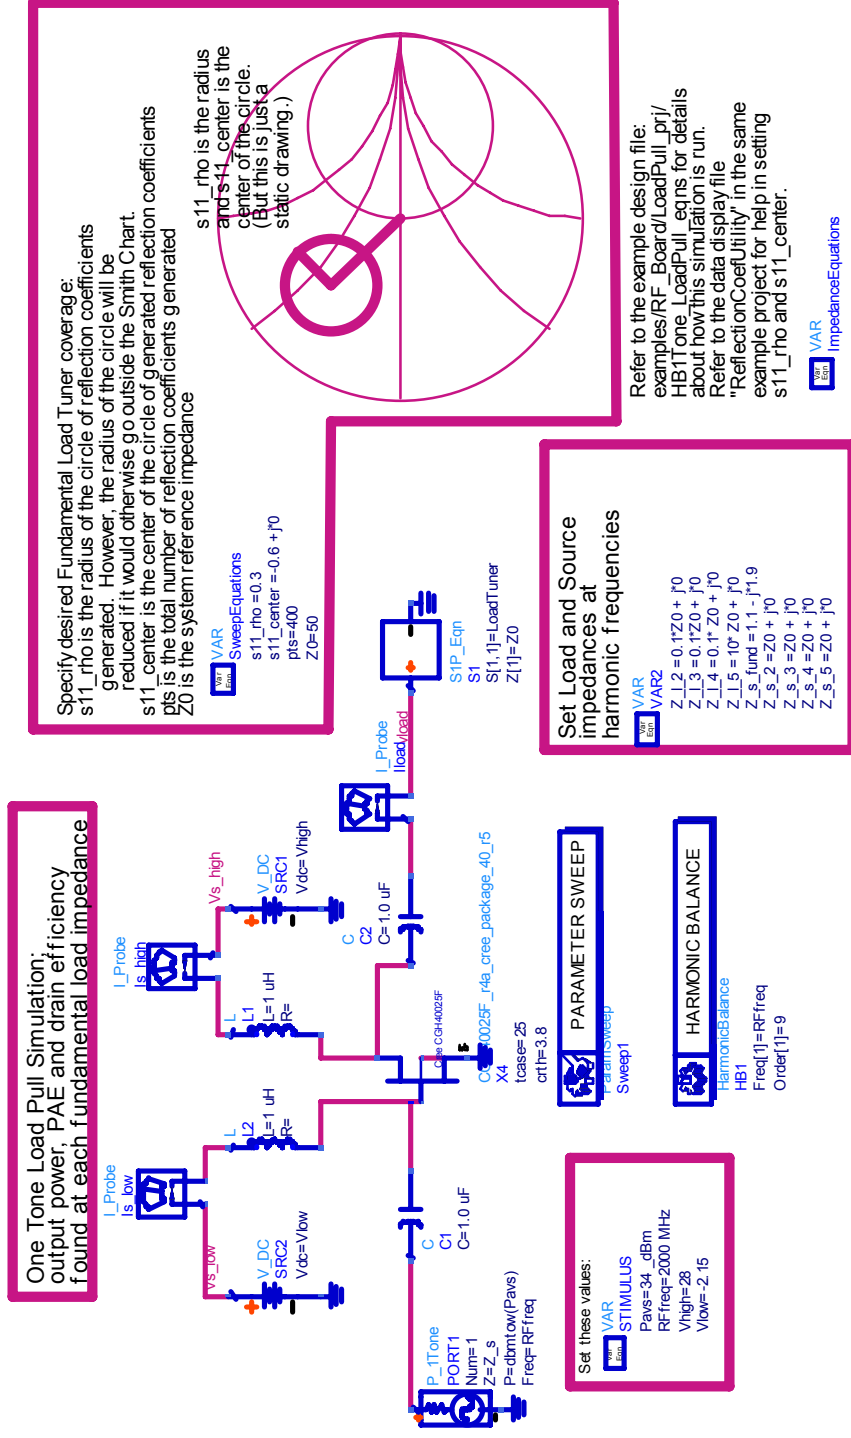 One Tone Load Pull Simulation;
output power, PAE and drain efficiency
found at each fundamental load impedance
Specify desired Fundamental Load Tuner coverage:
s11_rho is the radius of the circle of reflection coefficients
generated. However, the radius of the circle will be
reduced if it would otherwise go outside the Smith Chart.
s11_center is the center of the circle of generated reflection coefficients
pts is the total number of reflection coefficients generated
Z0 is the system reference impedance
Var
Eqn
VAR
SweepEquations
s11_rho =0.3
s11_center =-0.6 +j*0
pts=400
Z0=50
s11_rho is the radius
and s11_center is the
center of the circle.
(But this is just a
static drawing.)
I_Probe
Is_low
Vs_low
V_DC
SRC2
Vdc=Vlow
L
L2
L=1 uH
R=
I_Probe
Is_high
Vs_high
L
L1
L=1 uH
R=
V_DC
SRC1
Vdc=Vhigh
P_1Tone
PORT1
Num=1
Z=Z_s
P=dbmtow(Pavs)
Freq=RFfreq
C
C1
C=1.0 uF
Cree CGH40025F
CGH40025F_r4a_cree_package_40_r5
X4
tcase=25
crth=3.8
C
C2
C=1.0 uF
I_Probe
Iload
vload
S1P_Eqn
S1
S[1,1]=LoadTuner
Z[1]=Z0
Set these values:
Var
Eqn
VAR
STIMULUS
Pavs=34 _dBm
RFfreq=2000 MHz
Vhigh=28
Vlow=-2.15
PARAMETER SWEEP
ParamSweep
Sweep1
HARMONIC BALANCE
HarmonicBalance
HB1
Freq[1]=RFfreq
Order[1]=9
Set Load and Source
impedances at
harmonic frequencies
Var
Eqn
VAR
VAR2
Z_l_2 = 0.1*Z0 + j*0
Z_l_3 = 0.1*Z0 + j*0
Z_l_4 = 0.1* Z0 + j*0
Z_l_5 = 10* Z0 + j*0
Z_s_fund =1.1 - j*1.9
Z_s_2 =Z0 + j*0
Z_s_3 =Z0 + j*0
Z_s_4 =Z0 + j*0
Z_s_5 =Z0 + j*0
Refer to the example design file:
examples/RF_Board/LoadPull_prj/
HB1Tone_LoadPull_eqns for details
about how this simulation is run.
Refer to the data display file
"ReflectionCoefUtility" in the same
example project for help in setting
s11_rho and s11_center.
Var
Eqn
VAR
ImpedanceEquations